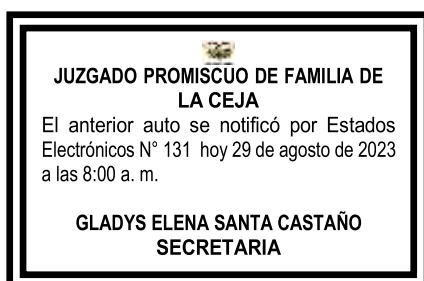 JUZGADO PROMISCUO DE FAMILIA DE
LA CEJA
El anterior auto se notificó por Estados
Electrónicos N° 131 hoy 29 de agosto de 2023
a las 8:00 a. m.
GLADYS ELENA SANTA CASTAÑO
SECRETARIA